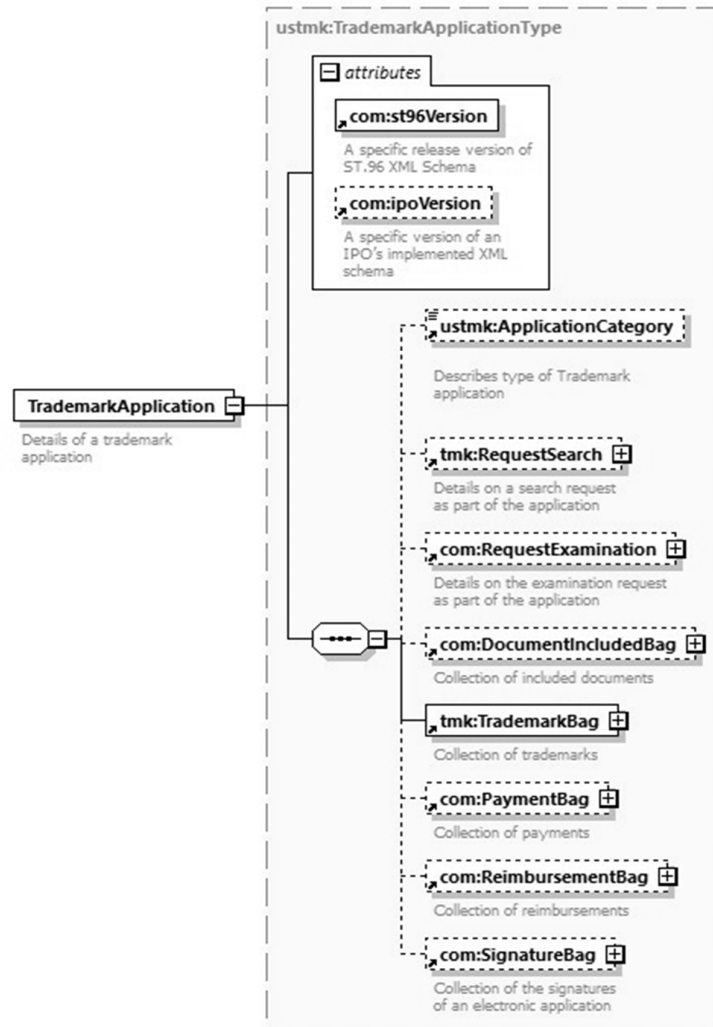 ustmk:TrademarkApplicationType
attributes
com:st96Version
A specific release version of
ST.96 XML Schema
com:ipoVersion
A specific version of an
IPO's implemented XML
schema
TrademarkApplication
Details of a trademark
application
ustmk:ApplicationCategory
Describes type of Trademark
application
tmk:RequestSearch
Details on a search request
as part of the application
com:RequestExamination
Details on the examination request
as part of the application
com:DocumentIncludedBag
Collection of included documents
tmk:TrademarkBag
Collection of trademarks
com:PaymentBag
Collection of payments
com:ReimbursementBag
Collection of reimbursements
com:SignatureBag
Collection of the signatures
of an electronic application